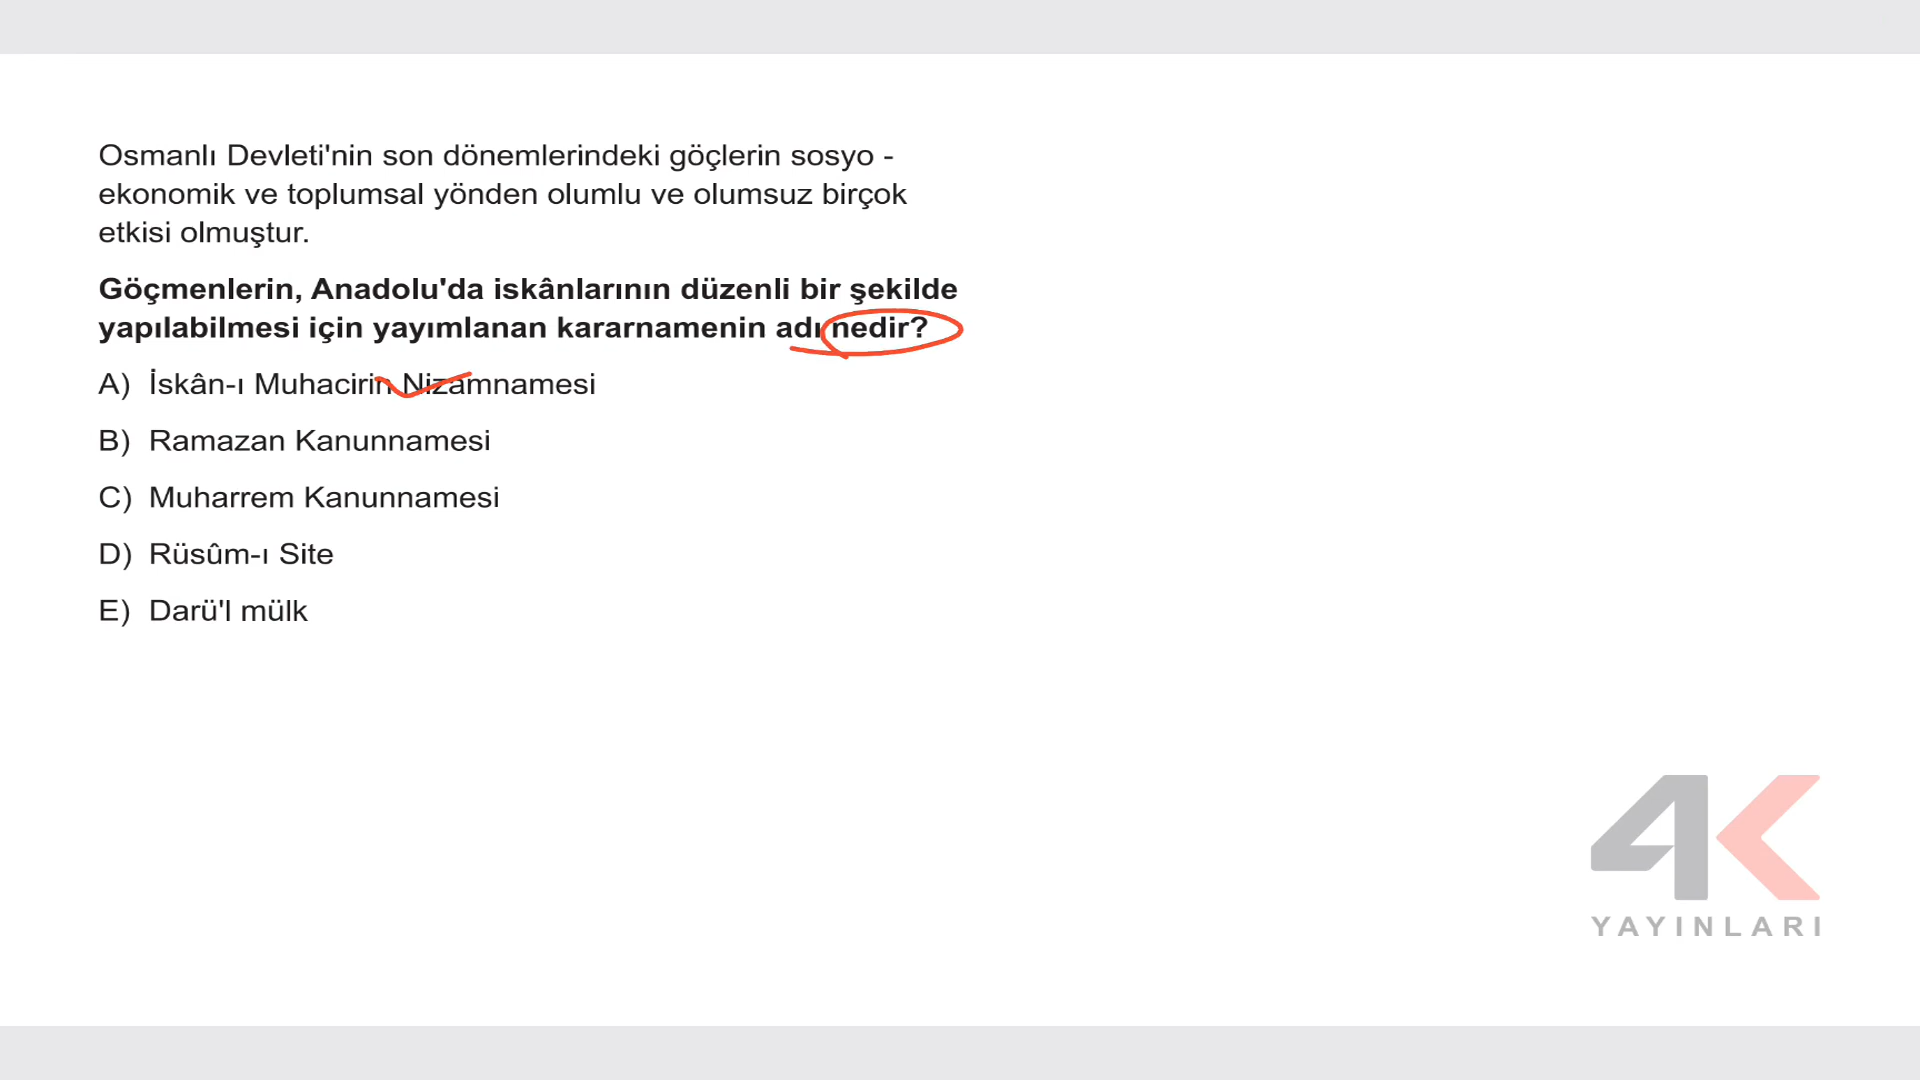 Osmanlı Devleti'nin son dönemlerindeki göçlerin sosyo -
ekonomik ve toplumsal yönden olumlu ve olumsuz birçok
etkisi olmuştur.
Göçmenlerin, Anadolu'da iskânlarının düzenli bir şekilde
yapılabilmesi için yayımlanan kararnamenin adı nedir?
A) İskân-ı Muhacirin Nizamnamesi
B) Ramazan Kanunnamesi
C) Muharrem Kanunnamesi
D) Rüsûm-ı Site
E) Darü'l mülk
4K
YAYINLARI